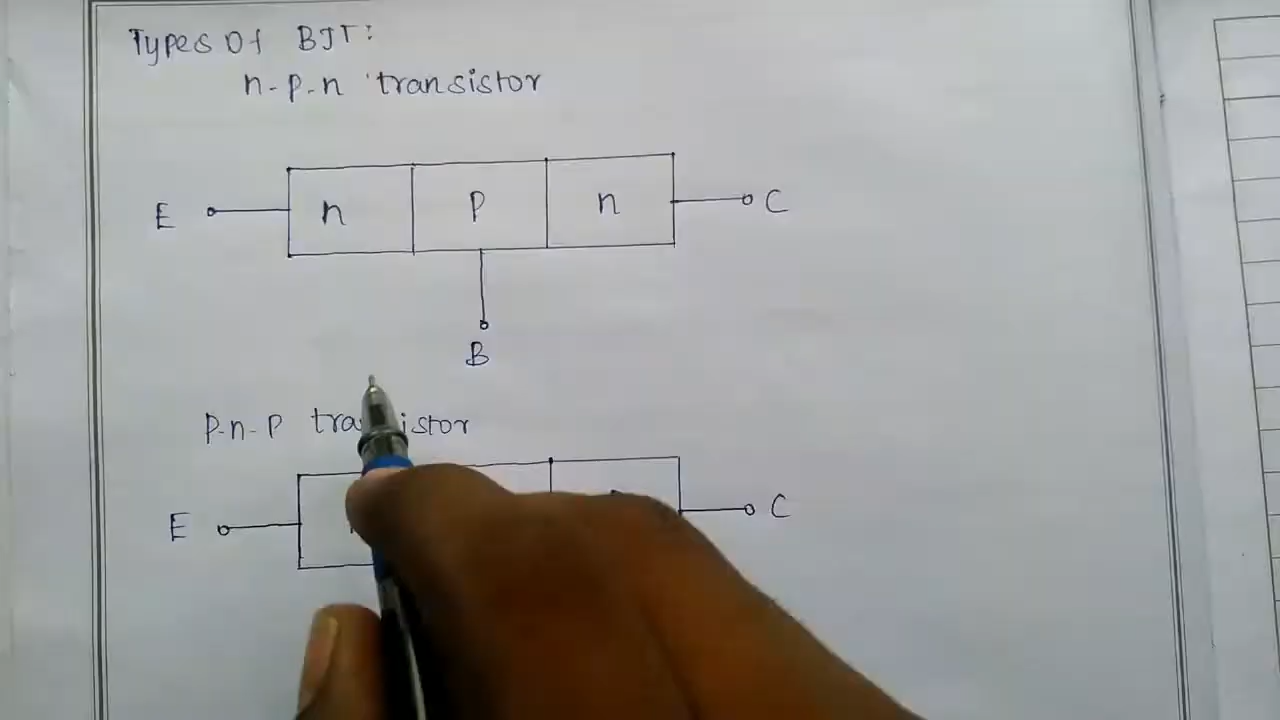 Types Of BJT:
n-p-n transistor
E n p n C
B
p-n-p
E C